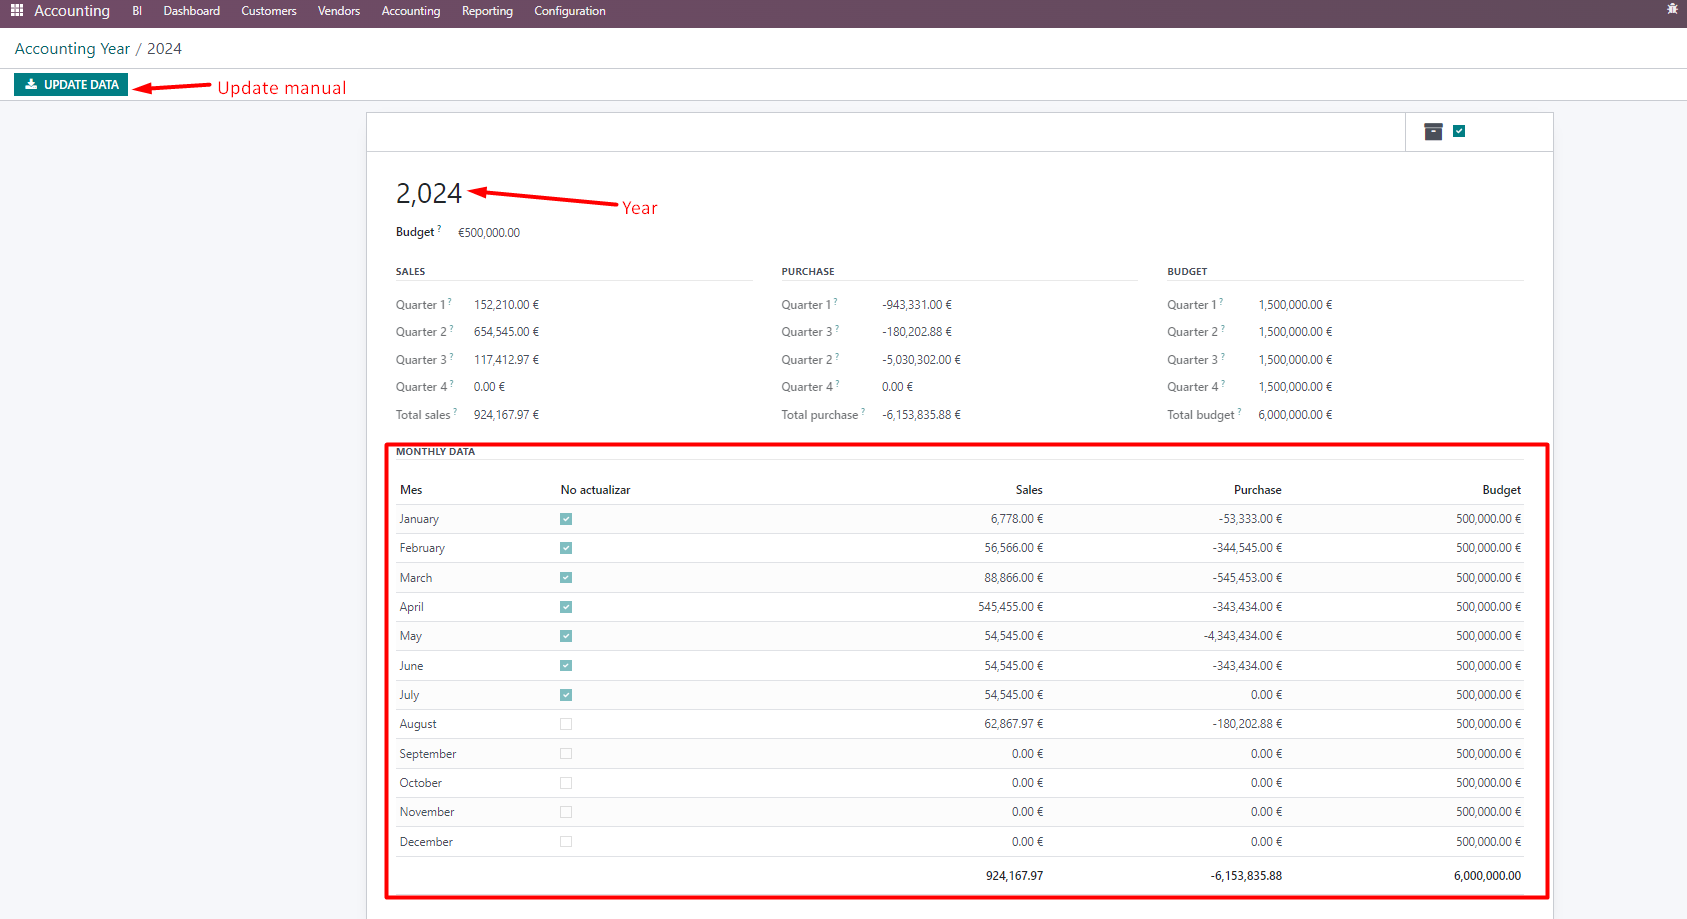 Accounting BI Dashboard Customers Vendors Accounting Reporting Configuration
Accounting Year / 2024
UPDATE DATA Update manual
2,024
Year
Budget ? €500,000.00
SALES PURCHASE BUDGET
Quarter 1 ? 152,210.00 € Quarter 1 ? -943,331.00 € Quarter 1 ? 1,500,000.00 €
Quarter 2 ? 654,545.00 € Quarter 3 ? -180,202.88 € Quarter 2 ? 1,500,000.00 €
Quarter 3 ? 117,412.97 € Quarter 2 ? -5,030,302.00 € Quarter 3 ? 1,500,000.00 €
Quarter 4 ? 0.00 € Quarter 4 ? 0.00 € Quarter 4 ? 1,500,000.00 €
Total sales ? 924,167.97 € Total purchase ? -6,153,835.88 € Total budget ? 6,000,000.00 €
MONTHLY DATA
Mes No actualizar Sales Purchase Budget
January 6,778.00 € -53,333.00 € 500,000.00 €
February 56,566.00 € -344,545.00 € 500,000.00 €
March 88,866.00 € -545,453.00 € 500,000.00 €
April 545,455.00 € -343,434.00 € 500,000.00 €
May 54,545.00 € -4,343,434.00 € 500,000.00 €
June 54,545.00 € -343,434.00 € 500,000.00 €
July 54,545.00 € 0.00 € 500,000.00 €
August 62,867.97 € -180,202.88 € 500,000.00 €
September 0.00 € 0.00 € 500,000.00 €
October 0.00 € 0.00 € 500,000.00 €
November 0.00 € 0.00 € 500,000.00 €
December 0.00 € 0.00 € 500,000.00 €
924,167.97 -6,153,835.88 6,000,000.00